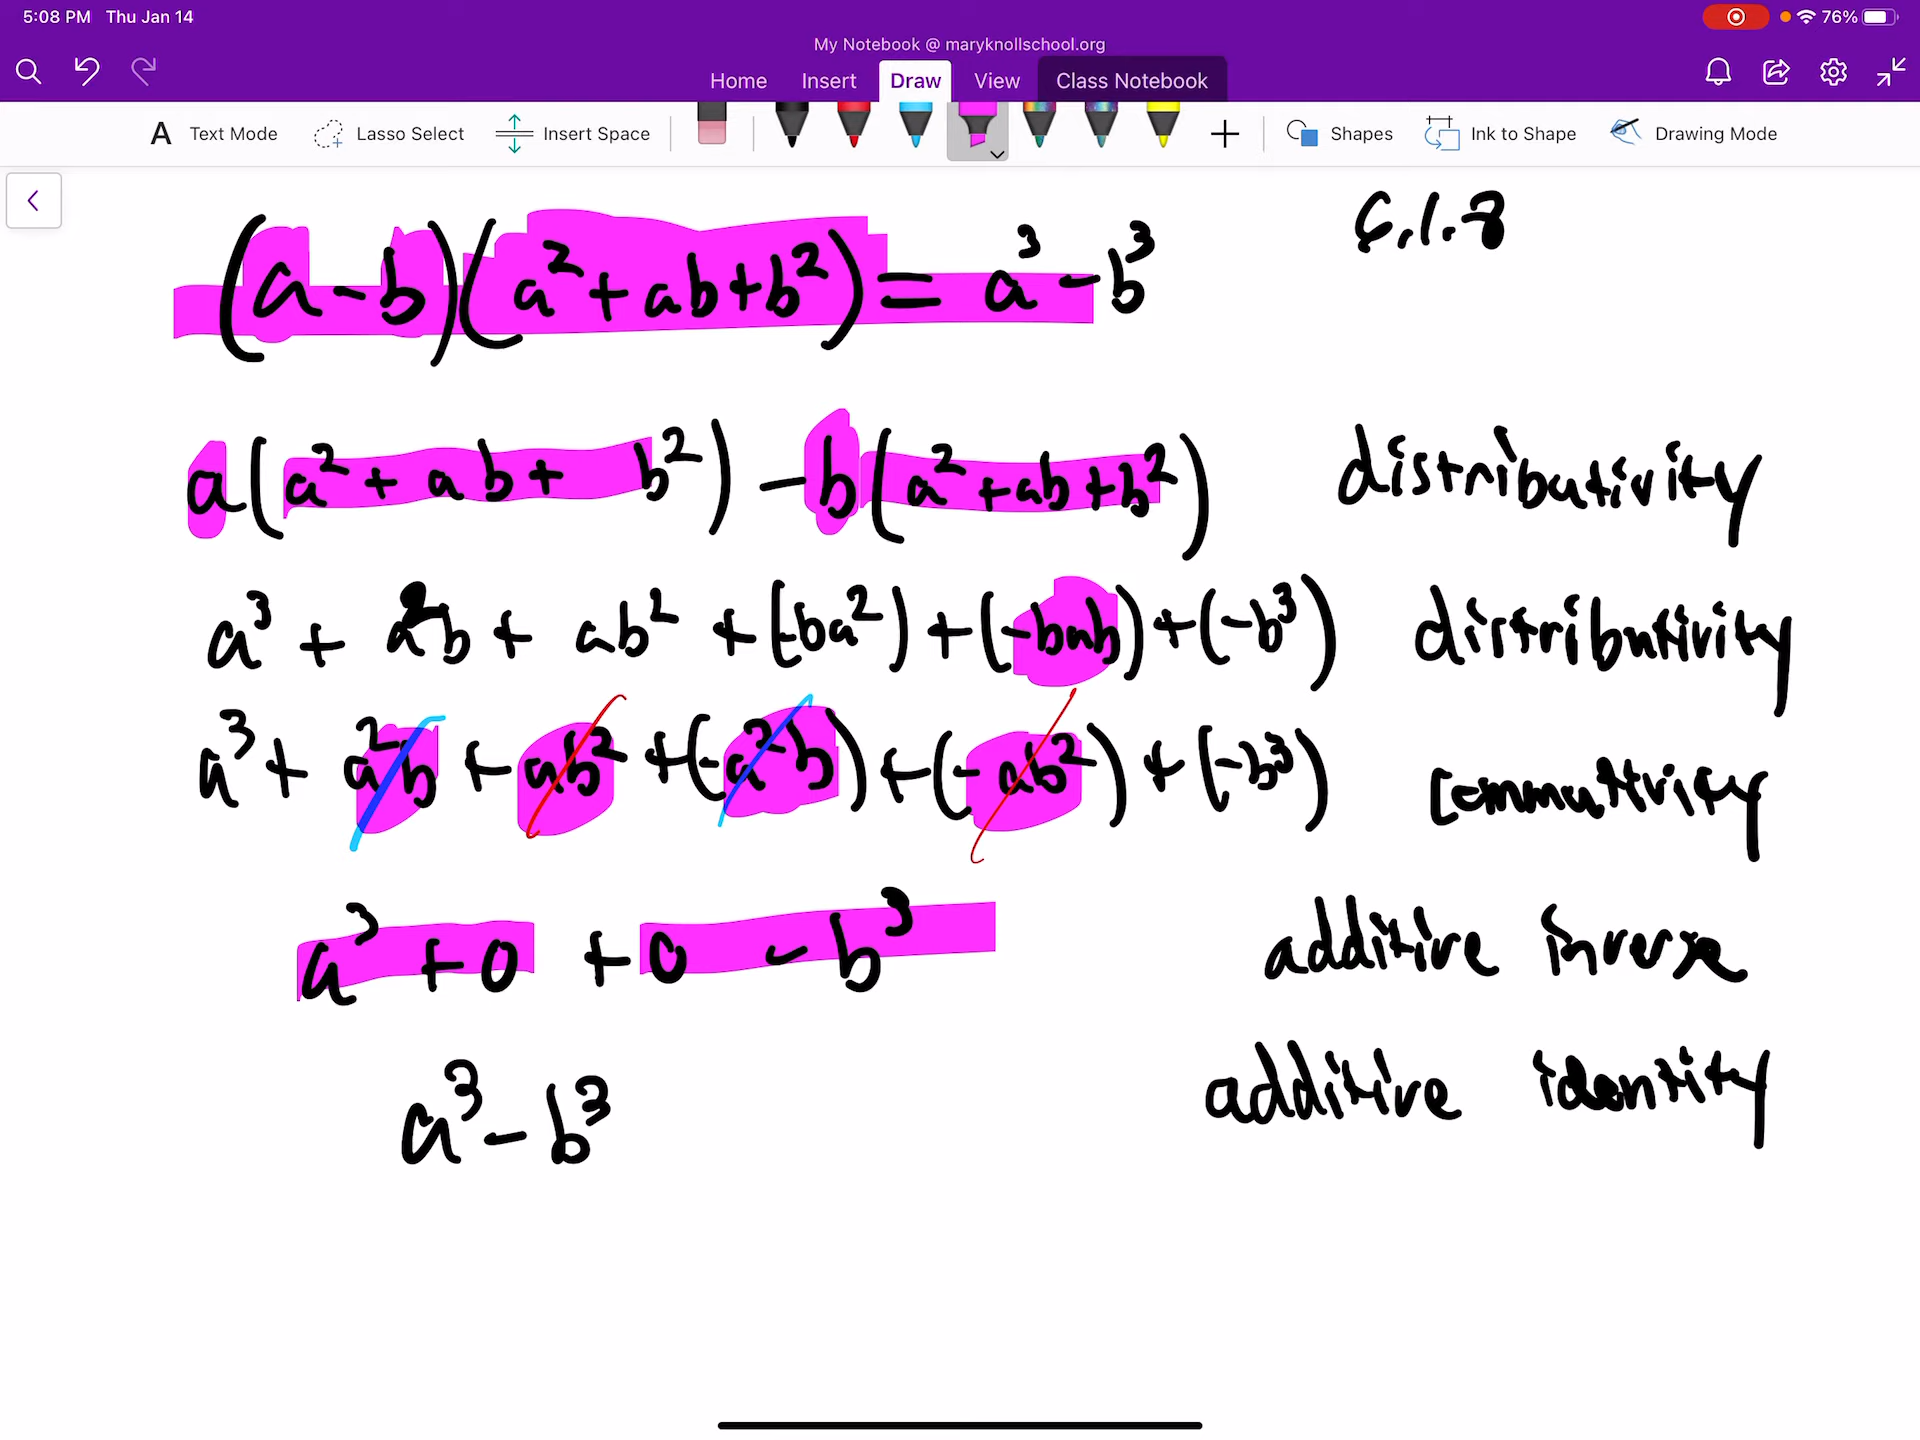 5:08 PM Thu Jan 14
76%
My Notebook @ maryknollschool.org
Home Insert Draw View Class Notebook
A Text Mode Lasso Select Insert Space Shapes Ink to Shape Drawing Mode
(a-b)(a²+ab+b²) = a³-b³ 6.1.8
a(a²+ab+b²) -b(a²+ab+b²) distributivity
a³ + a²b + ab² +(-ba²) +(-bab) +(-b³) distributivity
a³ + a²b +ab² +(-a²b) +(-ab²) +(-b³) commuttivity
a³ +0 +0 -b³ additive inverse
a³-b³ additive identity